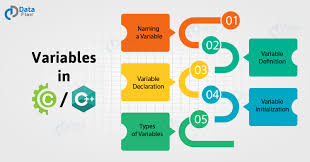 Data
Flair
Variables
in
C / C++
Naming
a Variable
01
02
Variable
Definition
Variable
Declaration
03
04
Variable
Initialization
Types of
Variables
05